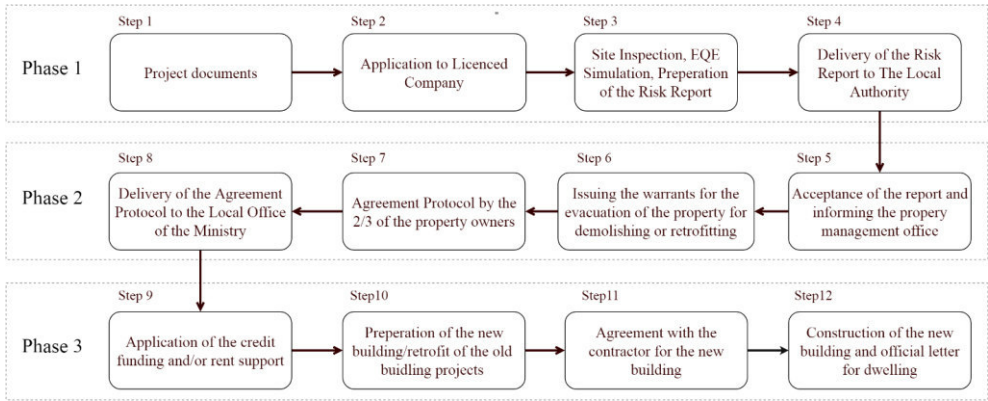 Step 1
Step 2
Step 3
Step 4
Phase 1
Project documents
Application to Licenced
Company
Site Inspection, EQE
Simulation, Preperation
of the Risk Report
Delivery of the Risk
Report to The Local
Authority
Step 8
Step 7
Step 6
Step 5
Phase 2
Delivery of the Agreement
Protocol to the Local Office
of the Ministry
Agreement Protocol by the
2/3 of the property owners
Issuing the warrants for the
evacuation of the property for
demolishing or retrofitting
Acceptance of the report and
informing the propery
management office
Step 9
Step10
Step11
Step12
Phase 3
Application of the credit
funding and/or rent support
Preperation of the new
building/retrofit of the old
buidling projects
Agreement with the
contractor for the new
building
Construction of the new
building and official letter
for dwelling